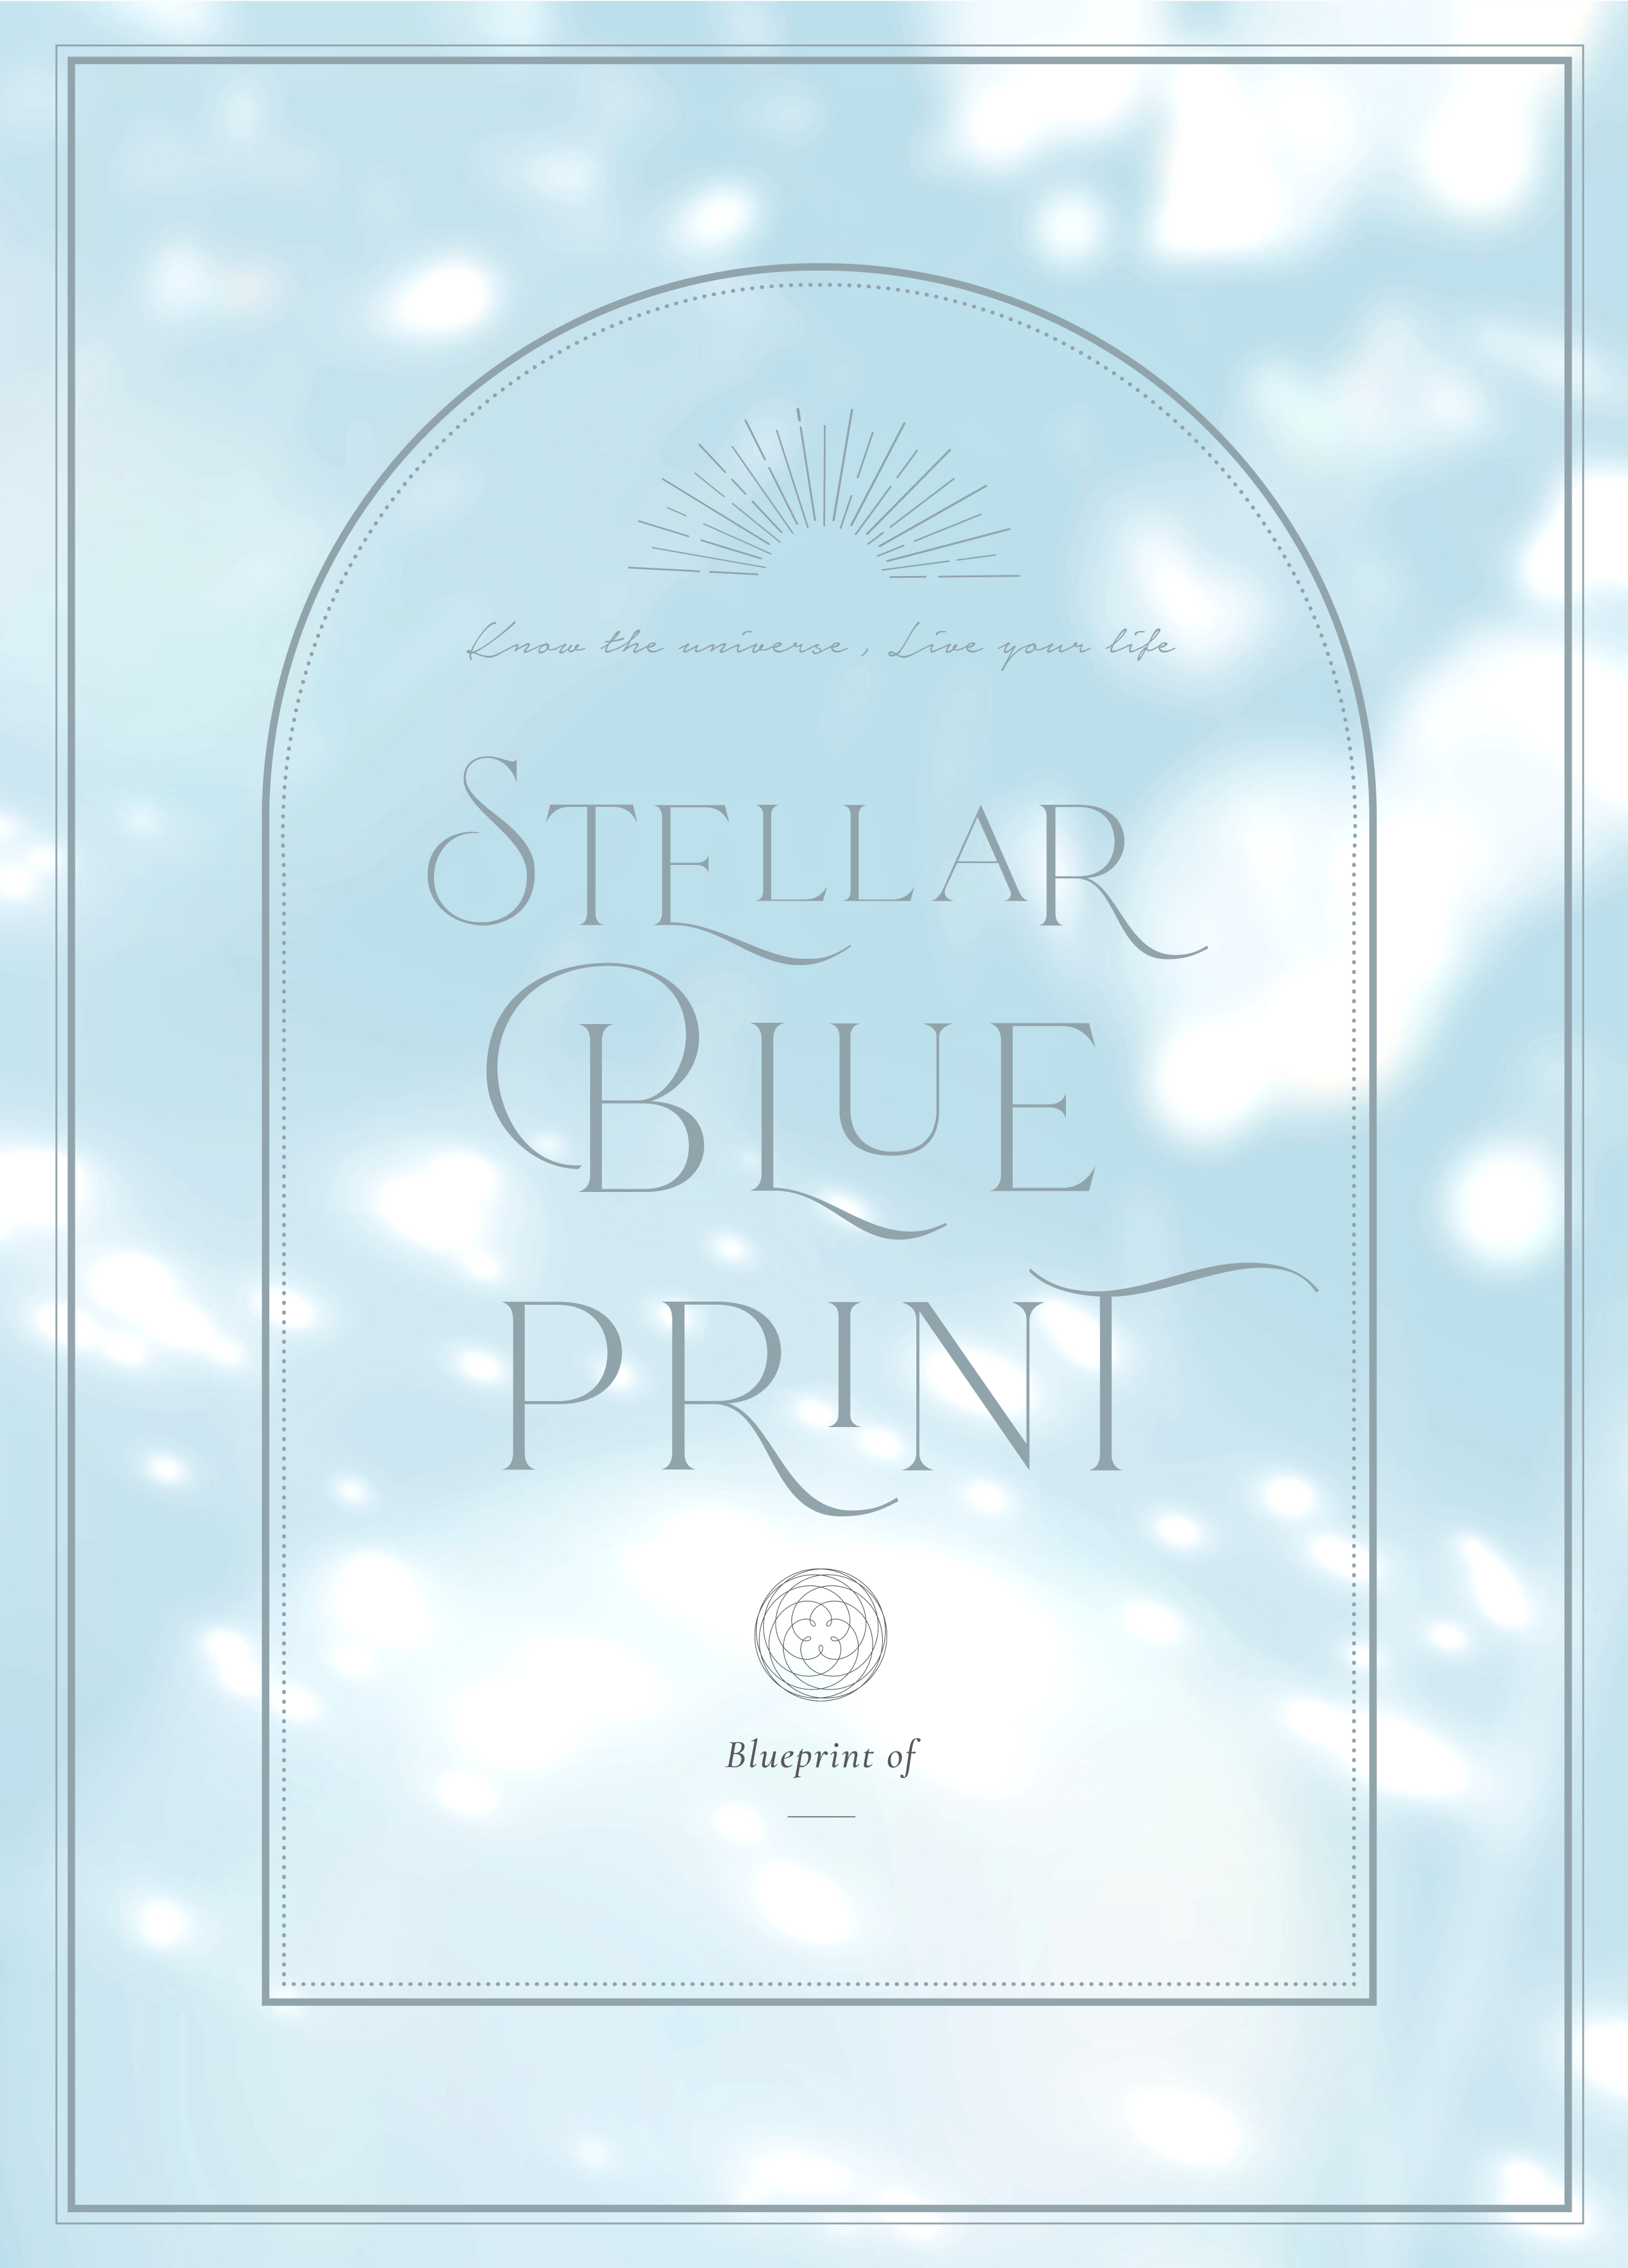 Know the universe , Live your life
STELLAR
BLUE
PRINT
Blueprint of